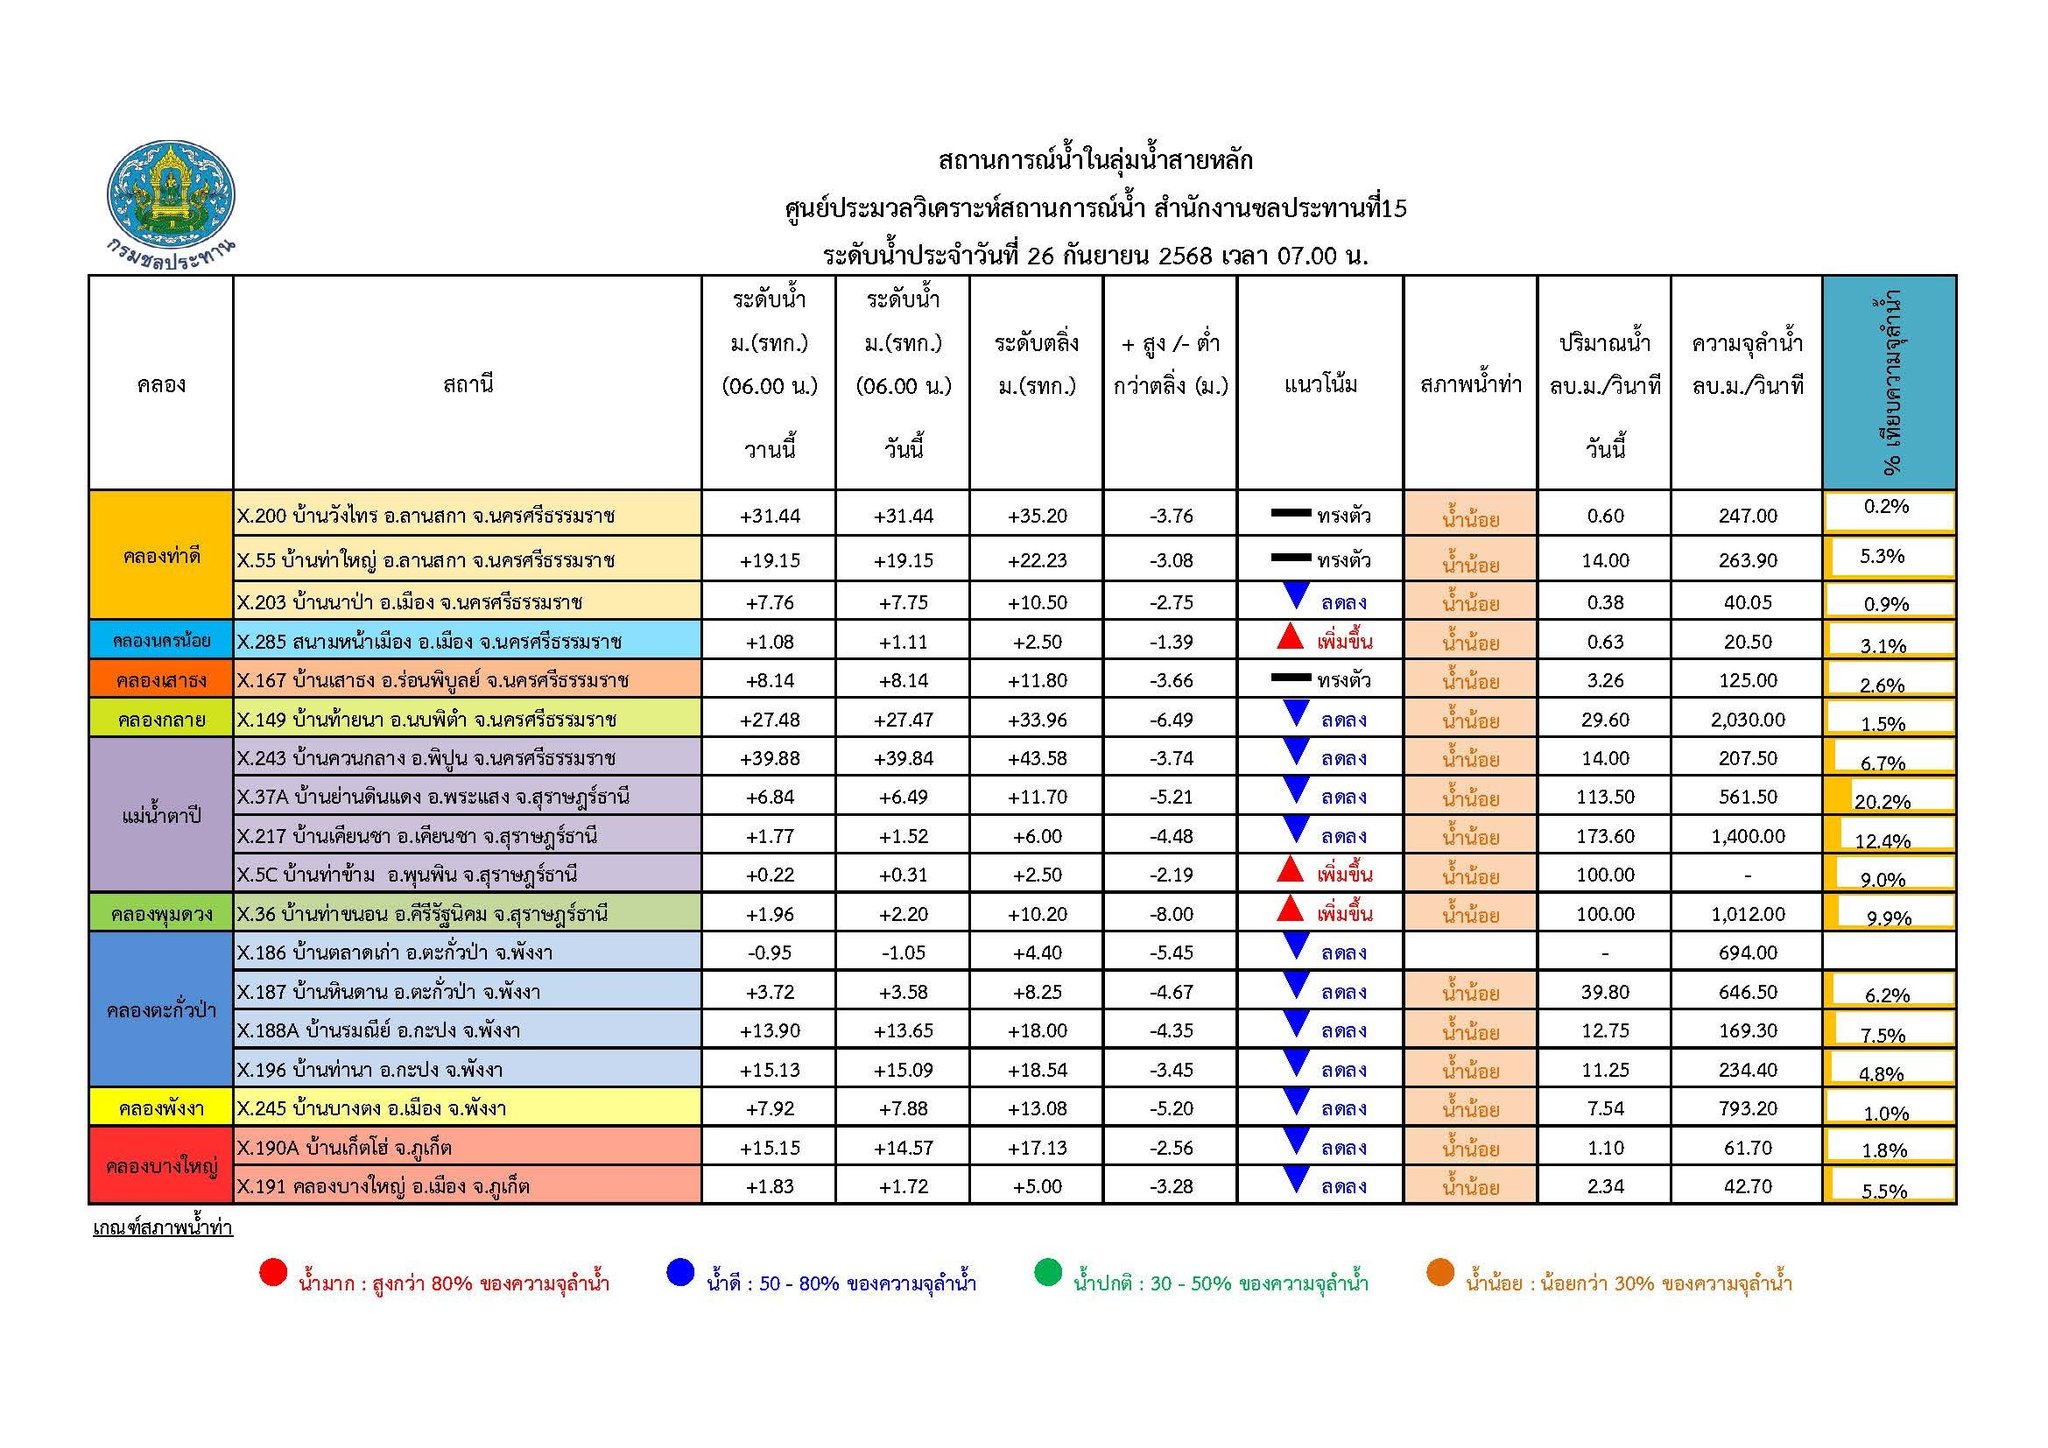 สถานการณ์น้ำในลุ่มน้ำสายหลัก
ศูนย์ประมวลวิเคราะห์สถานการณ์น้ำ สำนักงานชลประทานที่15
ระดับน้ำประจำวันที่ 26 กันยายน 2568 เวลา 07.00 น.
กรมชลประทาน
คลอง สถานี ระดับน้ำ ม.(รทก.) (06.00 น.) วานนี้ ระดับน้ำ ม.(รทก.) (06.00 น.) วันนี้ ระดับตลิ่ง ม.(รทก.) + สูง /- ต่ำ กว่าตลิ่ง (ม.) แนวโน้ม สภาพน้ำท่า ปริมาณน้ำ ลบ.ม./วินาที วันนี้ ความจุลำน้ำ ลบ.ม./วินาที % เทียบความจุลำน้ำ
คลองท่าดี X.200 บ้านวังไทร อ.ลานสกา จ.นครศรีธรรมราช +31.44 +31.44 +35.20 -3.76 ทรงตัว น้ำน้อย 0.60 247.00 0.2%
X.55 บ้านท่าใหญ่ อ.ลานสกา จ.นครศรีธรรมราช +19.15 +19.15 +22.23 -3.08 ทรงตัว น้ำน้อย 14.00 263.90 5.3%
X.203 บ้านนาป่า อ.เมือง จ.นครศรีธรรมราช +7.76 +7.75 +10.50 -2.75 ลดลง น้ำน้อย 0.38 40.05 0.9%
คลองนครน้อย X.285 สนามหน้าเมือง อ.เมือง จ.นครศรีธรรมราช +1.08 +1.11 +2.50 -1.39 เพิ่มขึ้น น้ำน้อย 0.63 20.50 3.1%
คลองเสาธง X.167 บ้านเสาธง อ.ร่อนพิบูลย์ จ.นครศรีธรรมราช +8.14 +8.14 +11.80 -3.66 ทรงตัว น้ำน้อย 3.26 125.00 2.6%
คลองกลาย X.149 บ้านท้ายนา อ.นบพิตำ จ.นครศรีธรรมราช +27.48 +27.47 +33.96 -6.49 ลดลง น้ำน้อย 29.60 2,030.00 1.5%
แม่น้ำตาปี X.243 บ้านควนกลาง อ.พิปูน จ.นครศรีธรรมราช +39.88 +39.84 +43.58 -3.74 ลดลง น้ำน้อย 14.00 207.50 6.7%
X.37A บ้านย่านดินแดง อ.พระแสง จ.สุราษฎร์ธานี +6.84 +6.49 +11.70 -5.21 ลดลง น้ำน้อย 113.50 561.50 20.2%
X.217 บ้านเคียนซา อ.เคียนซา จ.สุราษฎร์ธานี +1.77 +1.52 +6.00 -4.48 ลดลง น้ำน้อย 173.60 1,400.00 12.4%
X.5C บ้านท่าข้าม อ.พุนพิน จ.สุราษฎร์ธานี +0.22 +0.31 +2.50 -2.19 เพิ่มขึ้น น้ำน้อย 100.00 - 9.0%
คลองพุมดวง X.36 บ้านท่าขนอน อ.คีรีรัฐนิคม จ.สุราษฎร์ธานี +1.96 +2.20 +10.20 -8.00 เพิ่มขึ้น น้ำน้อย 100.00 1,012.00 9.9%
คลองตะกั่วป่า X.186 บ้านตลาดเก่า อ.ตะกั่วป่า จ.พังงา -0.95 -1.05 +4.40 -5.45 ลดลง - 694.00
X.187 บ้านหินดาน อ.ตะกั่วป่า จ.พังงา +3.72 +3.58 +8.25 -4.67 ลดลง น้ำน้อย 39.80 646.50 6.2%
X.188A บ้านรมณีย์ อ.กะปง จ.พังงา +13.90 +13.65 +18.00 -4.35 ลดลง น้ำน้อย 12.75 169.30 7.5%
X.196 บ้านท่านา อ.กะปง จ.พังงา +15.13 +15.09 +18.54 -3.45 ลดลง น้ำน้อย 11.25 234.40 4.8%
คลองพังงา X.245 บ้านบางตง อ.เมือง จ.พังงา +7.92 +7.88 +13.08 -5.20 ลดลง น้ำน้อย 7.54 793.20 1.0%
คลองบางใหญ่ X.190A บ้านเก็ตโฮ่ จ.ภูเก็ต +15.15 +14.57 +17.13 -2.56 ลดลง น้ำน้อย 1.10 61.70 1.8%
X.191 คลองบางใหญ่ อ.เมือง จ.ภูเก็ต +1.83 +1.72 +5.00 -3.28 ลดลง น้ำน้อย 2.34 42.70 5.5%
เกณฑ์สภาพน้ำท่า
น้ำมาก : สูงกว่า 80% ของความจุลำน้ำ น้ำดี : 50 - 80% ของความจุลำน้ำ น้ำปกติ : 30 - 50% ของความจุลำน้ำ น้ำน้อย : น้อยกว่า 30% ของความจุลำน้ำ